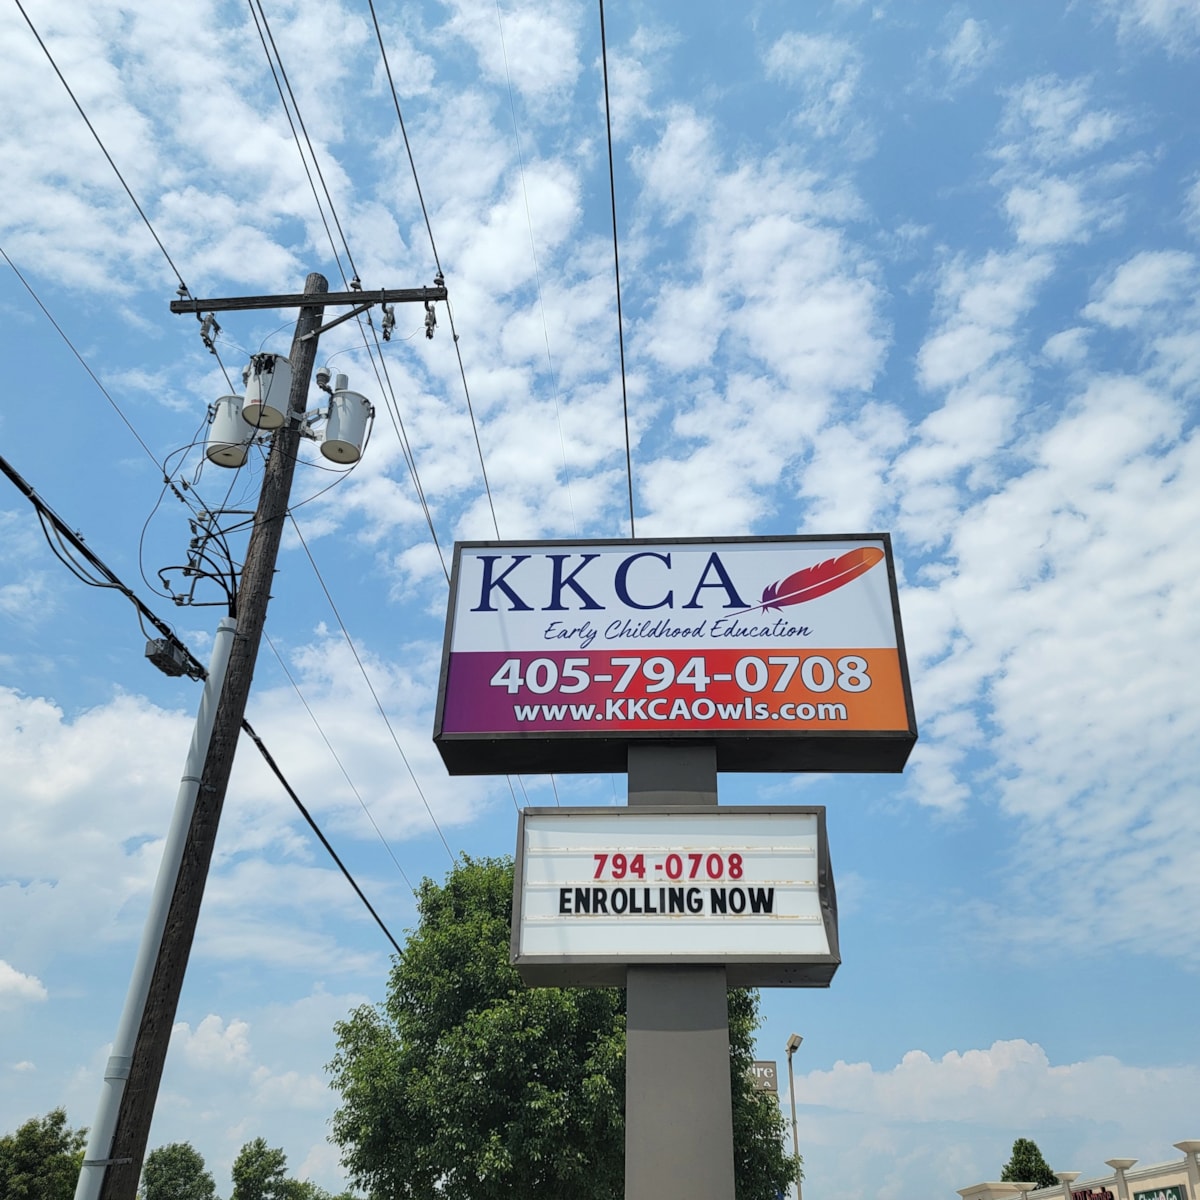 KKCA
Early Childhood Education
405-794-0708
www.KKCAOwls.com
794-0708
ENROLLING NOW